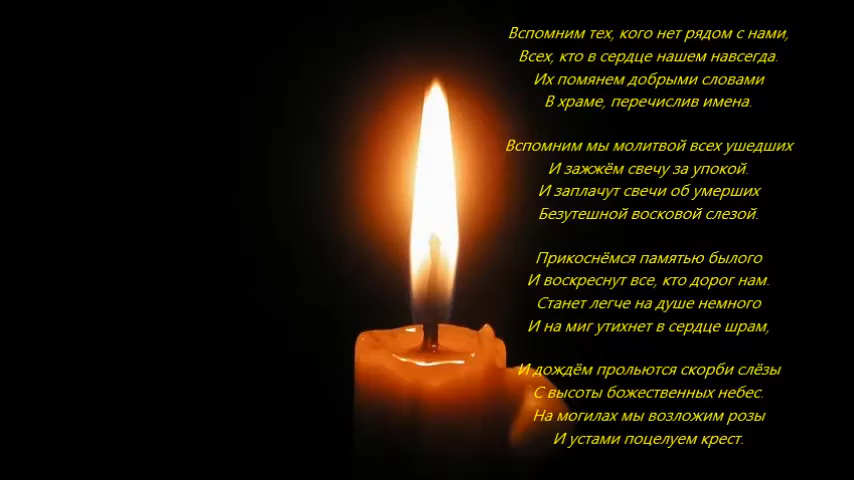 Вспомним тех, кого нет рядом с нами,
Всех, кто в сердце нашем навсегда.
Их помянем добрыми словами
В храме, перечислив имена.
Вспомним мы молитвой всех ушедших
И зажжём свечу за упокой.
И заплачут свечи об умерших
Безутешной восковой слезой.
Прикоснёмся памятью былого
И воскреснут все, кто дорог нам.
Станет легче на душе немного
И на миг утихнет в сердце шрам,
И дождём прольются скорби слёзы
С высоты божественных небес.
На могилах мы возложим розы
И устами поцелуем крест.